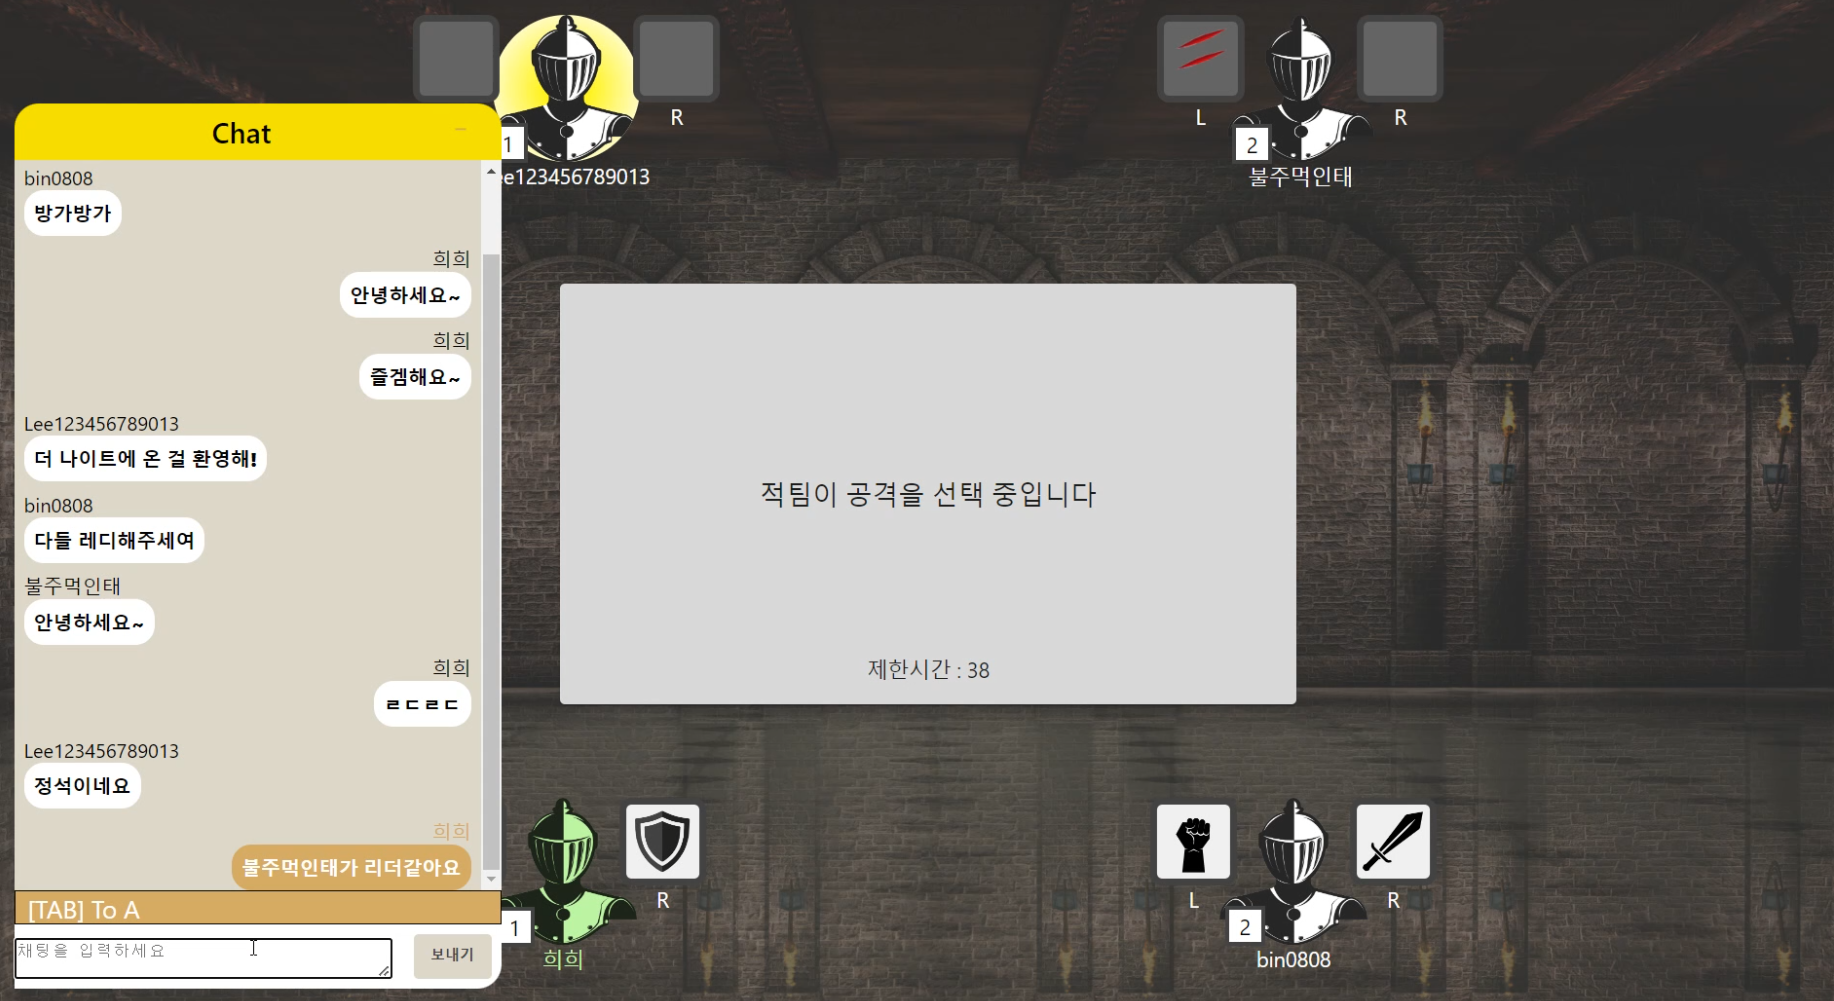 Chat
bin0808
방가방가
희희
안녕하세요~
희희
즐겜해요~
Lee123456789013
더 나이트에 온 걸 환영해!
bin0808
다들 레디해주세여
불주먹인태
안녕하세요~
희희
ㄹㄷㄹㄷ
Lee123456789013
정석이네요
희희
불주먹인태가 리더같아요
[TAB] To A
채팅을 입력하세요
보내기
R
1
ee123456789013
L
R
2
불주먹인태
적팀이 공격을 선택 중입니다
제한시간 : 38
R
1
희희
L
R
2
bin0808